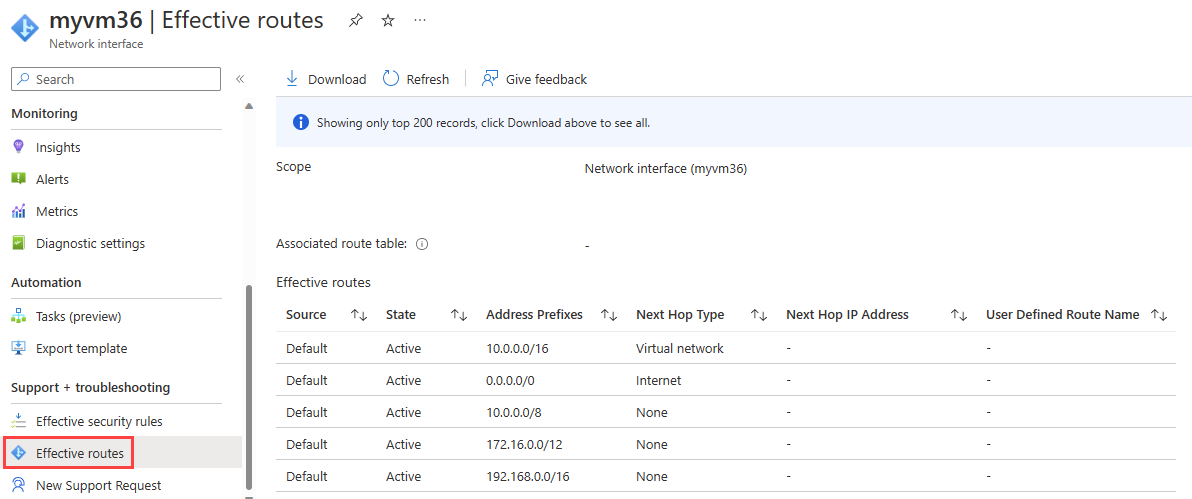 myvm36 | Effective routes
Network interface
Search
Monitoring
Insights
Alerts
Metrics
Diagnostic settings
Automation
Tasks (preview)
Export template
Support + troubleshooting
Effective security rules
Effective routes
New Support Request
Download Refresh Give feedback
Showing only top 200 records, click Download above to see all.
Scope Network interface (myvm36)
Associated route table: -
Effective routes
Source State Address Prefixes Next Hop Type Next Hop IP Address User Defined Route Name
Default Active 10.0.0.0/16 Virtual network - -
Default Active 0.0.0.0/0 Internet - -
Default Active 10.0.0.0/8 None - -
Default Active 172.16.0.0/12 None - -
Default Active 192.168.0.0/16 None - -